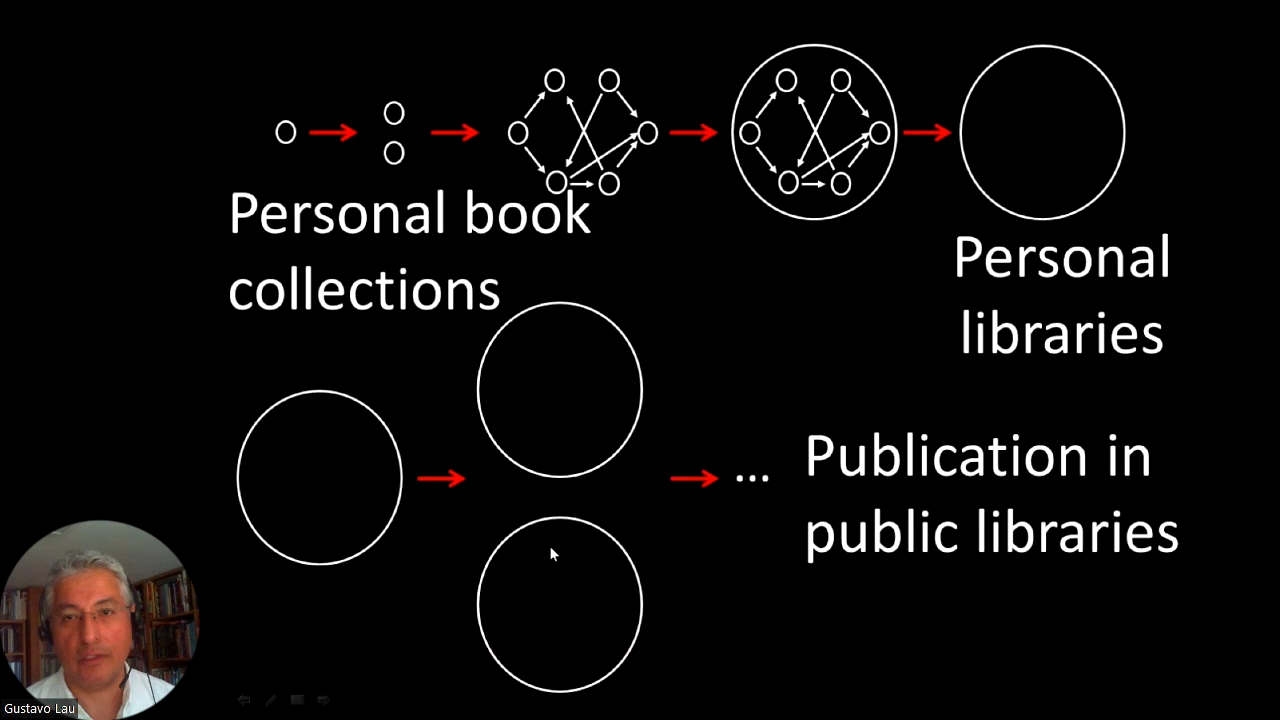 Personal book
collections
Personal
libraries
...
Publication in
public libraries
Gustavo Lau